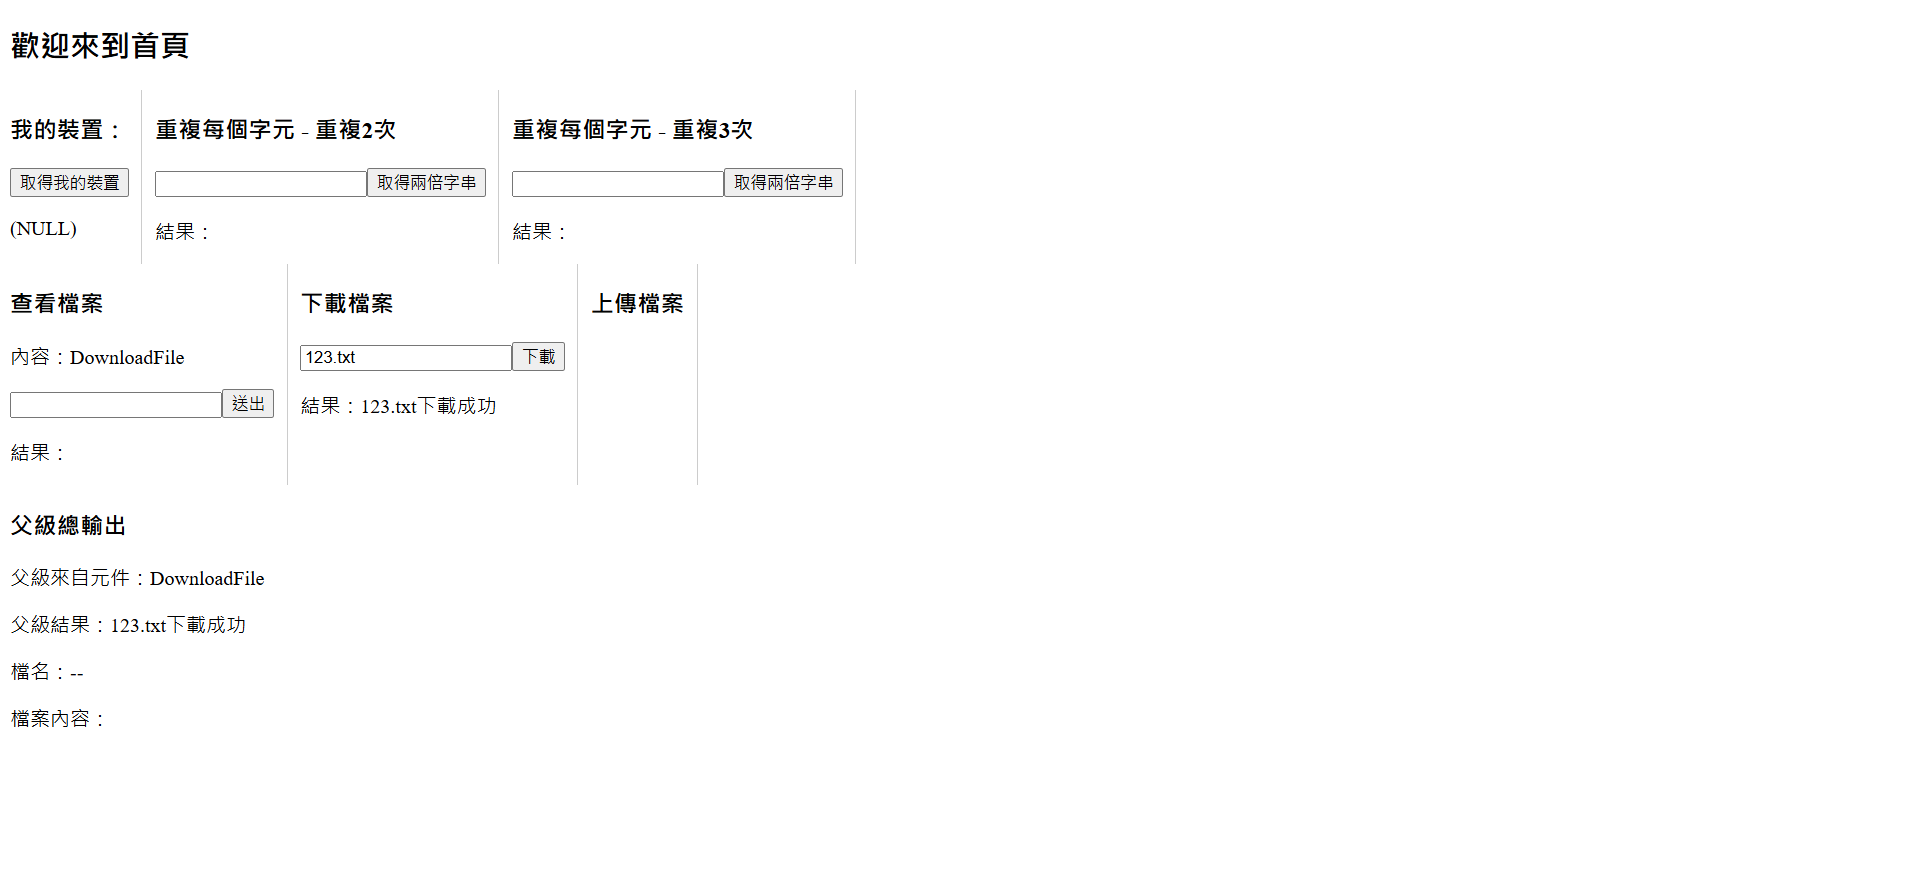 歡迎來到首頁
我的裝置：
取得我的裝置
(NULL)
重複每個字元 - 重複2次
取得兩倍字串
結果：
重複每個字元 - 重複3次
取得兩倍字串
結果：
查看檔案
內容：DownloadFile
送出
結果：
下載檔案
123.txt 下載
結果：123.txt下載成功
上傳檔案
父級總輸出
父級來自元件：DownloadFile
父級結果：123.txt下載成功
檔名：--
檔案內容：